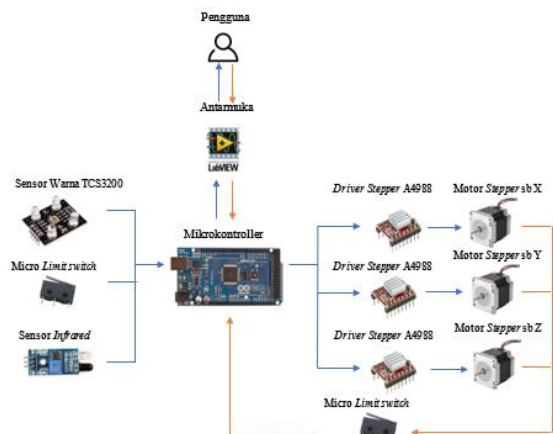 Pengguna
Antarmuka
LabVIEW
Sensor Warna TCS3200
Driver Stepper A4988
Motor Stepper sb X
Mikrokontroller
Micro Limit switch
Driver Stepper A4988
Motor Stepper sb Y
Sensor Infrared
Driver Stepper A4988
Motor Stepper sb Z
Micro Limit switch